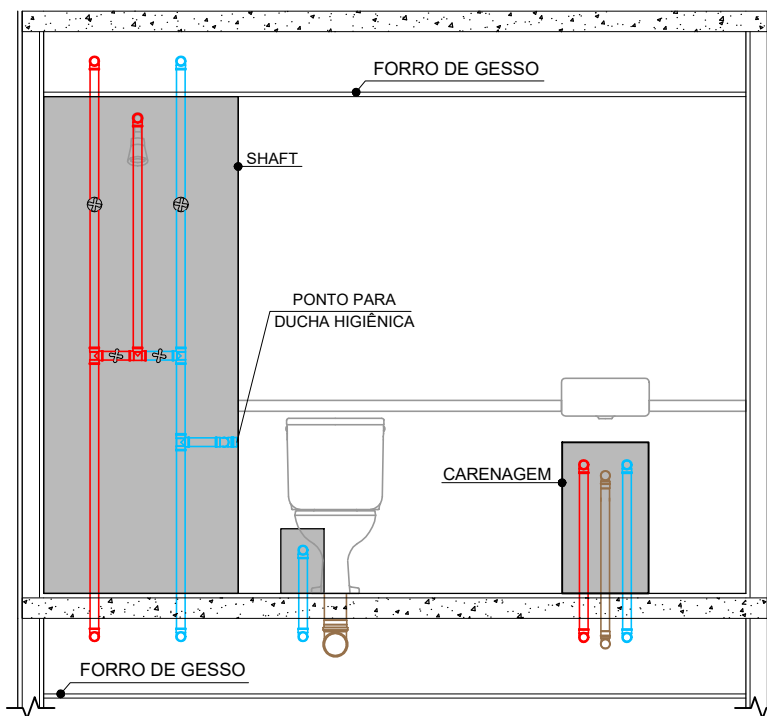 FORRO DE GESSO
SHAFT
PONTO PARA
DUCHA HIGIÊNICA
CARENAGEM
FORRO DE GESSO